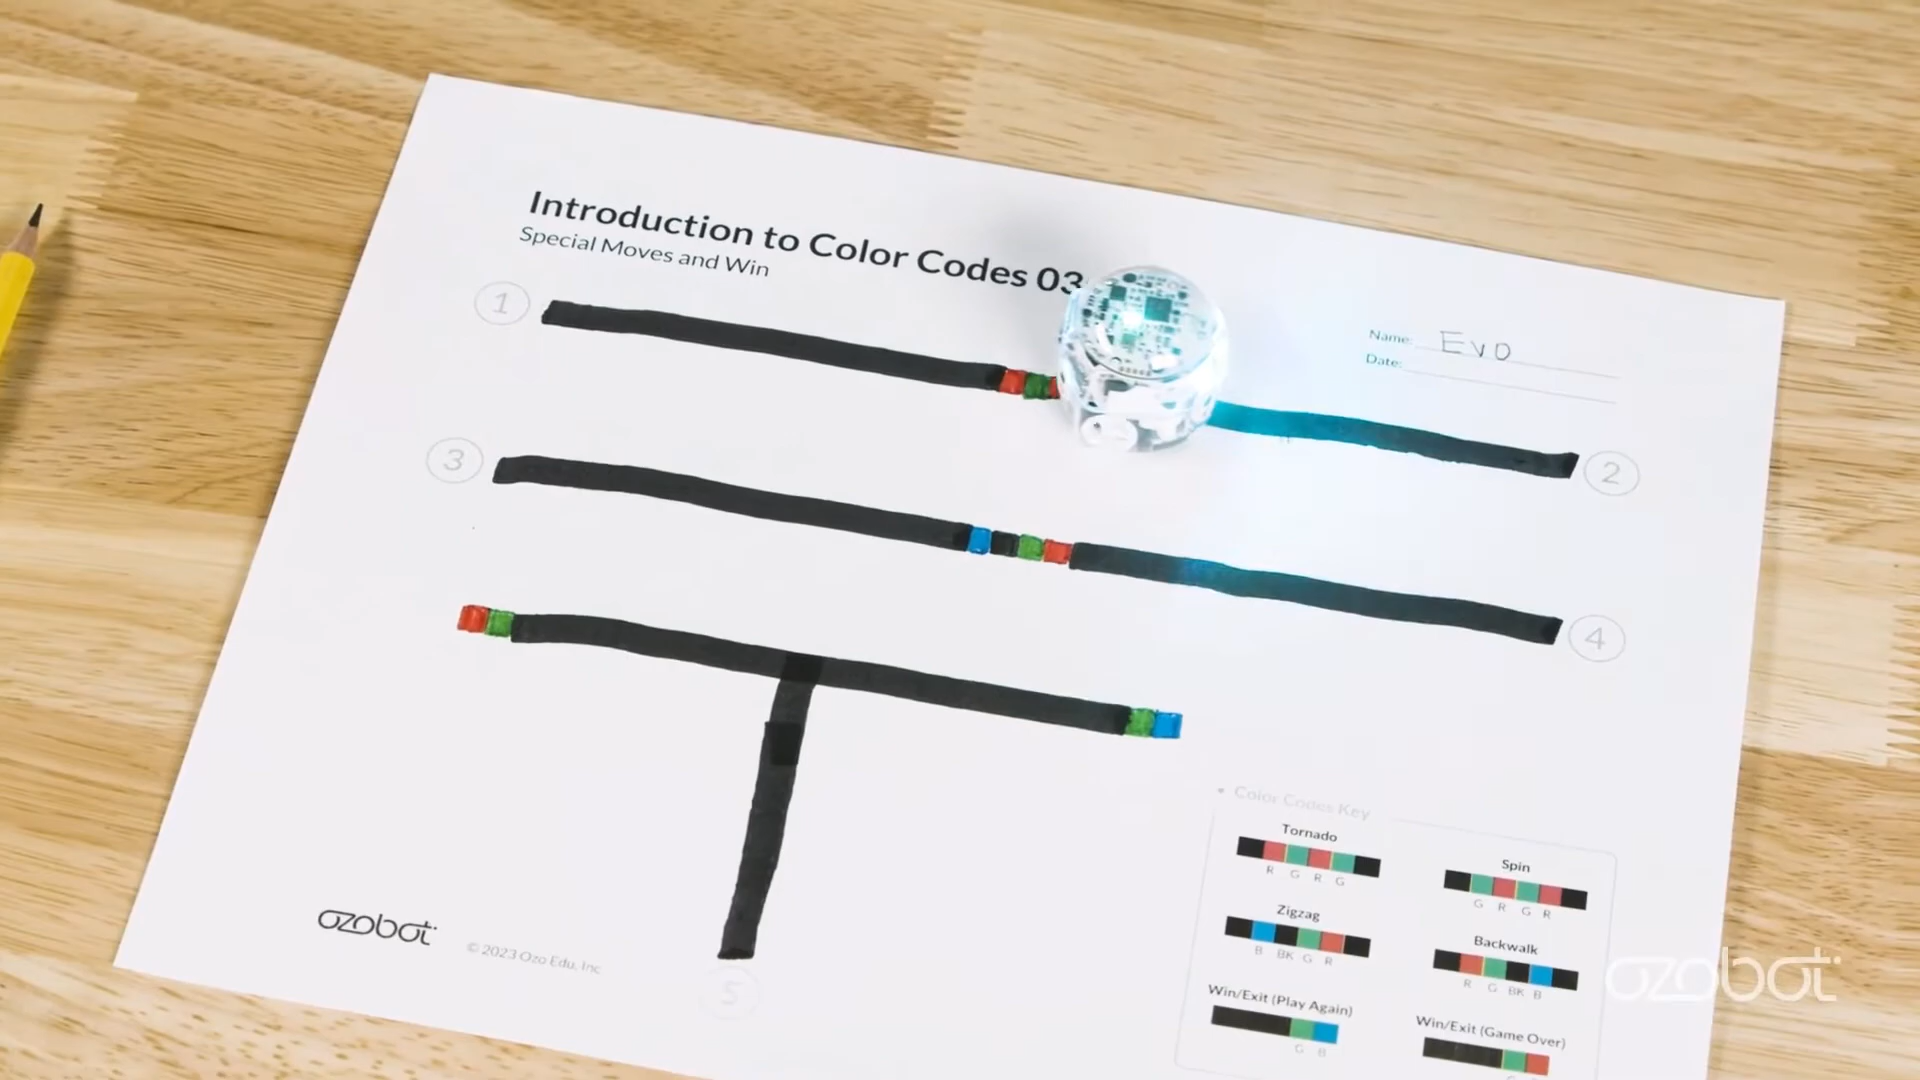 Introduction to Color Codes 03
Special Moves and Win
1
Name: Evo
Date:
2
3
4
5
Color Codes Key
Tornado
R G R G
Spin
G R G R
Zigzag
B BK G R
Backwalk
R G BK B
Win/Exit (Play Again)
G B
Win/Exit (Game Over)
ozobot
© 2023 Ozo Edu, Inc
ozobot